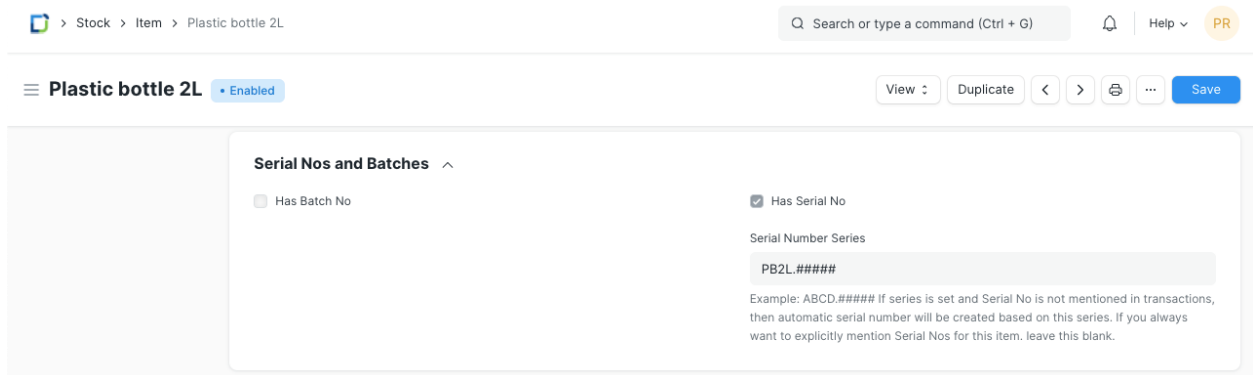 > Stock > Item > Plastic bottle 2L Search or type a command (Ctrl + G) Help PR
Plastic bottle 2L • Enabled View Duplicate < > ... Save
Serial Nos and Batches
Has Batch No Has Serial No
Serial Number Series
PB2L.#####
Example: ABCD.##### If series is set and Serial No is not mentioned in transactions,
then automatic serial number will be created based on this series. If you always
want to explicitly mention Serial Nos for this item. leave this blank.